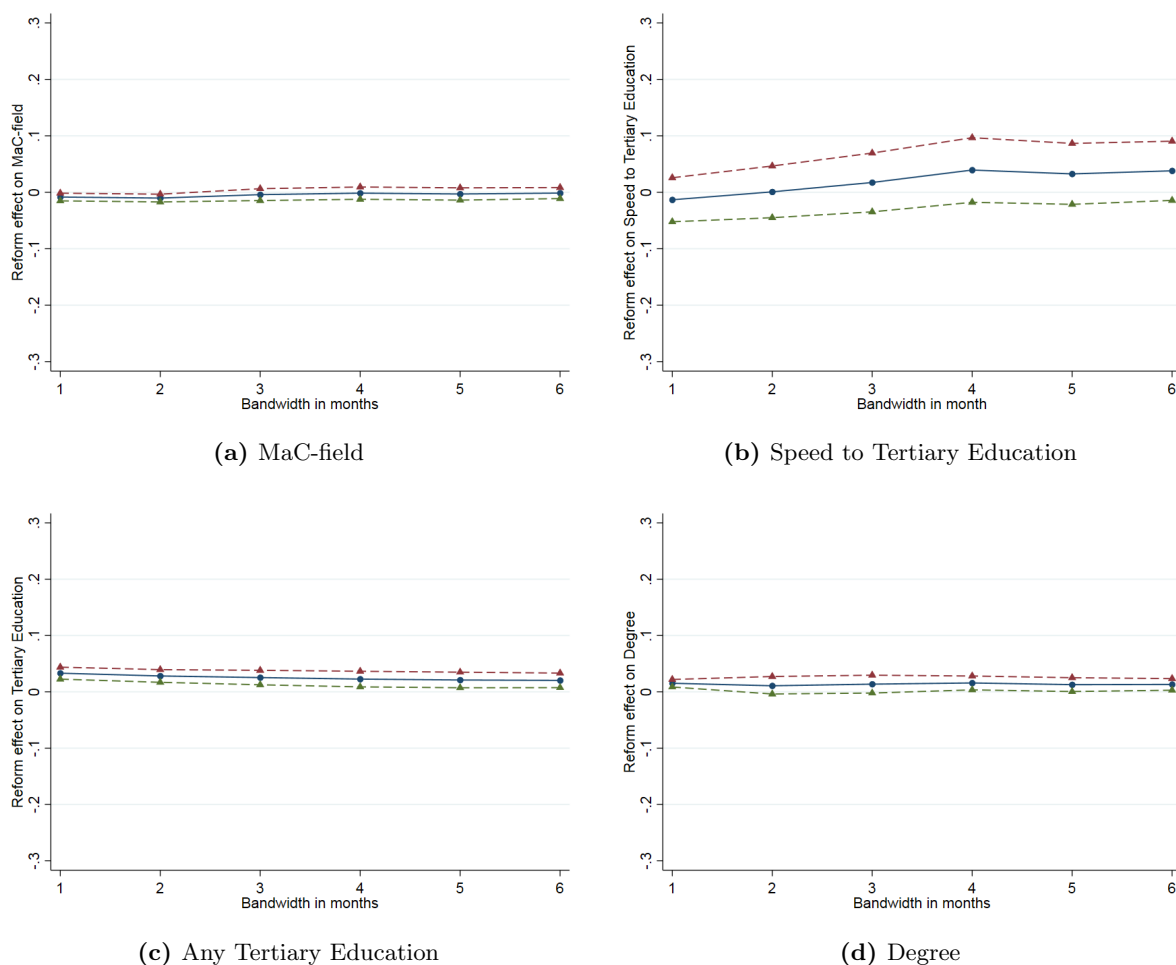 Reform effect on MaC-field
.3
.2
.1
0
-.1
-.2
-.3
1 2 3 4 5 6
Bandwidth in months
(a) MaC-field
Reform effect on Speed to Tertiary Education
.3
.2
.1
0
-.1
-.2
-.3
1 2 3 4 5 6
Bandwidth in month
(b) Speed to Tertiary Education
Reform effect on Tertiary Education
.3
.2
.1
0
-.1
-.2
-.3
1 2 3 4 5 6
Bandwidth in months
(c) Any Tertiary Education
Reform effect on Degree
.3
.2
.1
0
-.1
-.2
-.3
1 2 3 4 5 6
Bandwidth in months
(d) Degree